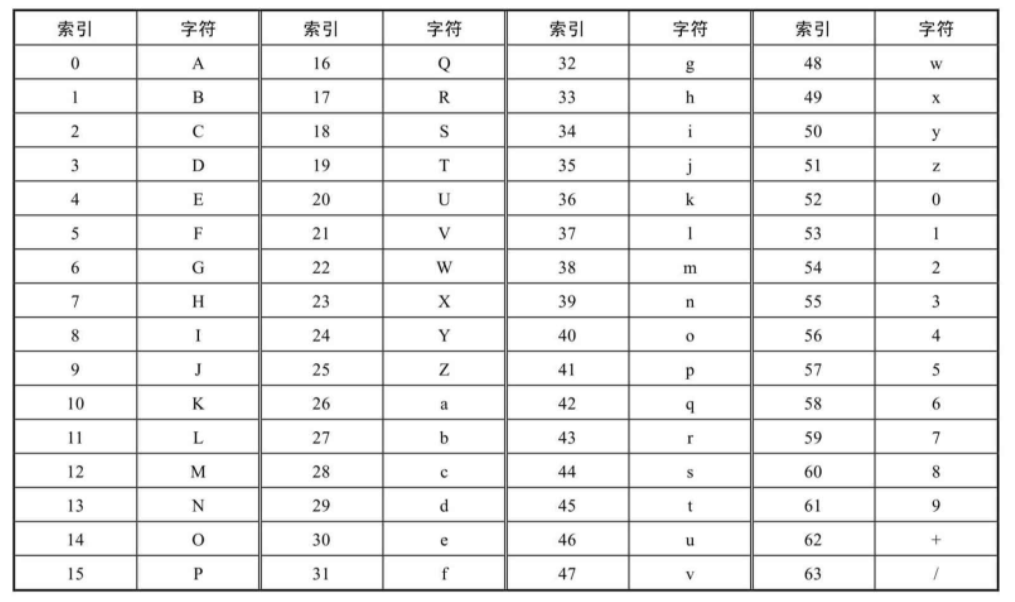 索引 字符 索引 字符 索引 字符 索引 字符
0 A 16 Q 32 g 48 w
1 B 17 R 33 h 49 x
2 C 18 S 34 i 50 y
3 D 19 T 35 j 51 z
4 E 20 U 36 k 52 0
5 F 21 V 37 l 53 1
6 G 22 W 38 m 54 2
7 H 23 X 39 n 55 3
8 I 24 Y 40 o 56 4
9 J 25 Z 41 p 57 5
10 K 26 a 42 q 58 6
11 L 27 b 43 r 59 7
12 M 28 c 44 s 60 8
13 N 29 d 45 t 61 9
14 O 30 e 46 u 62 +
15 P 31 f 47 v 63 /